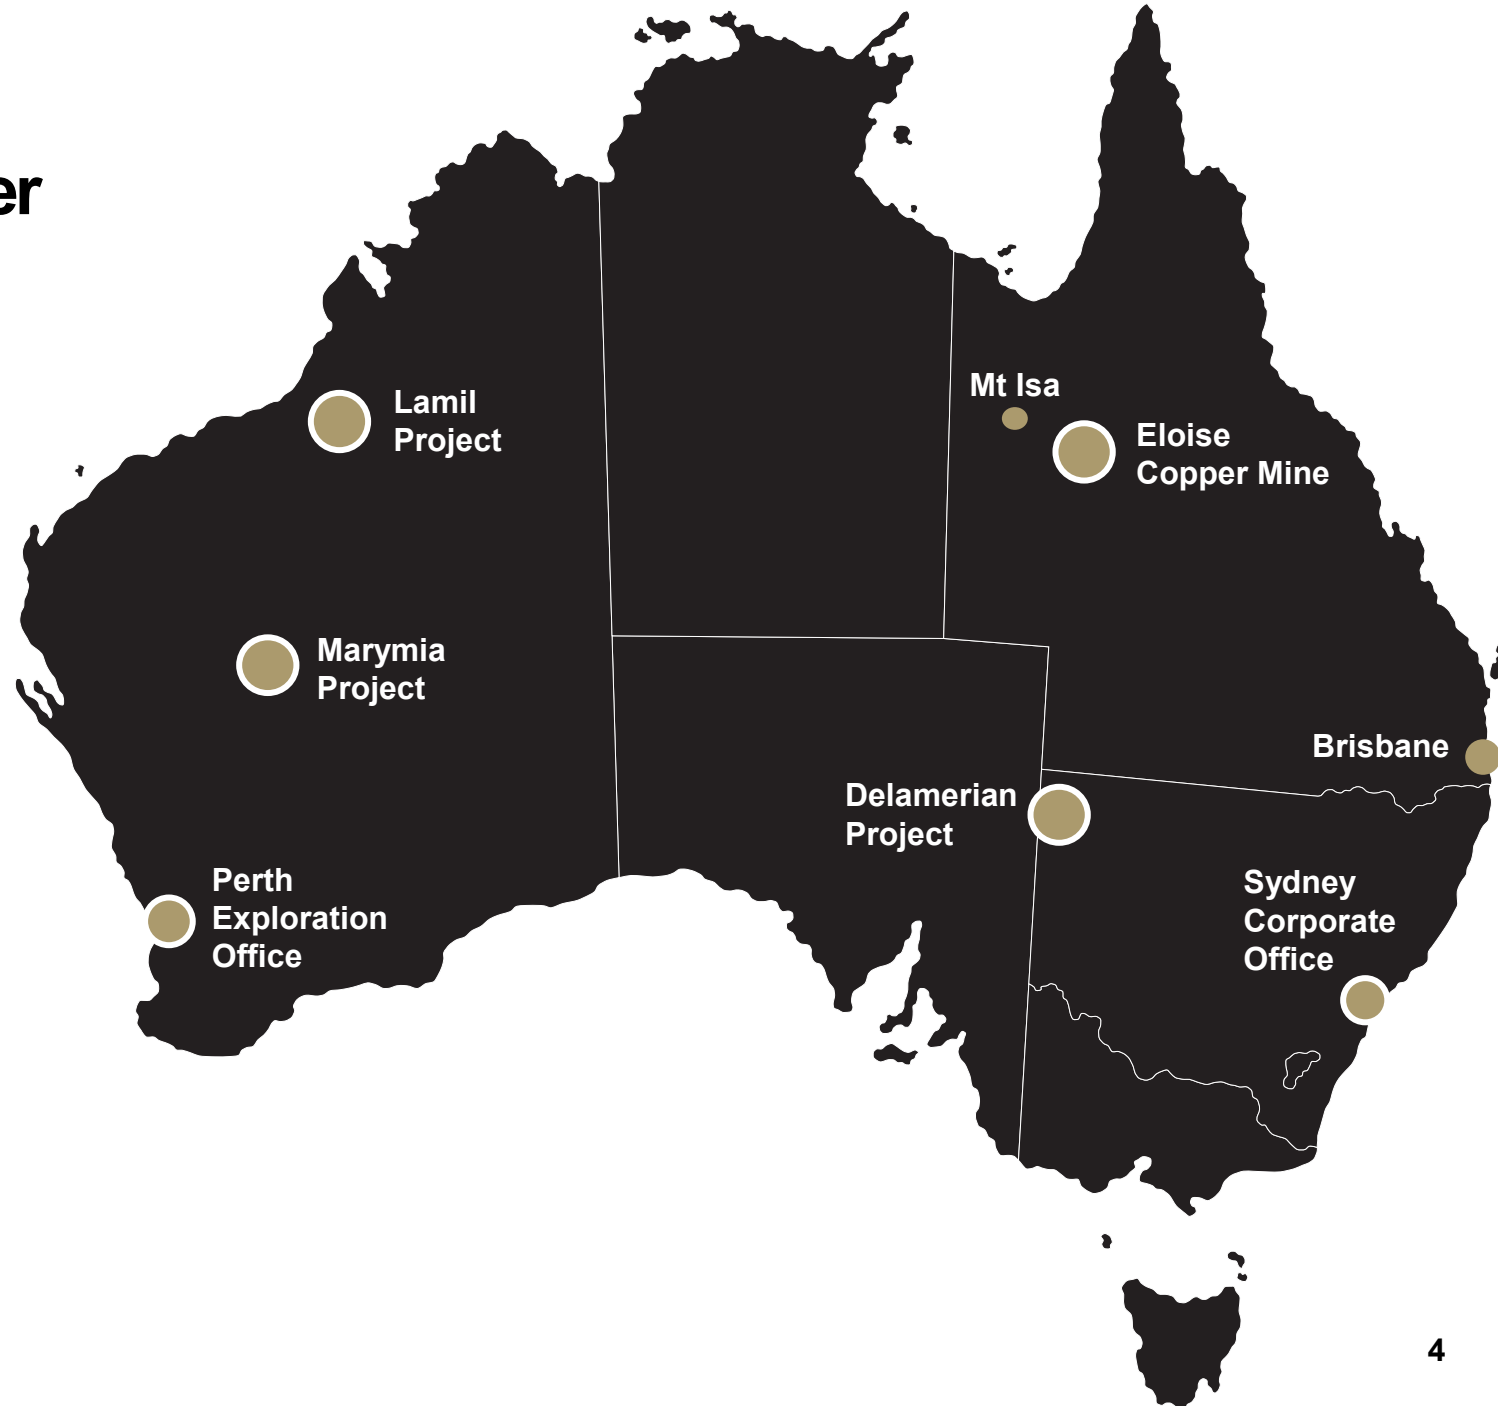 er
Mt Isa
Lamil
Project
Eloise
Copper Mine
Marymia
Project
Brisbane
Delamerian
Project
Perth
Exploration
Office
Sydney
Corporate
Office
4